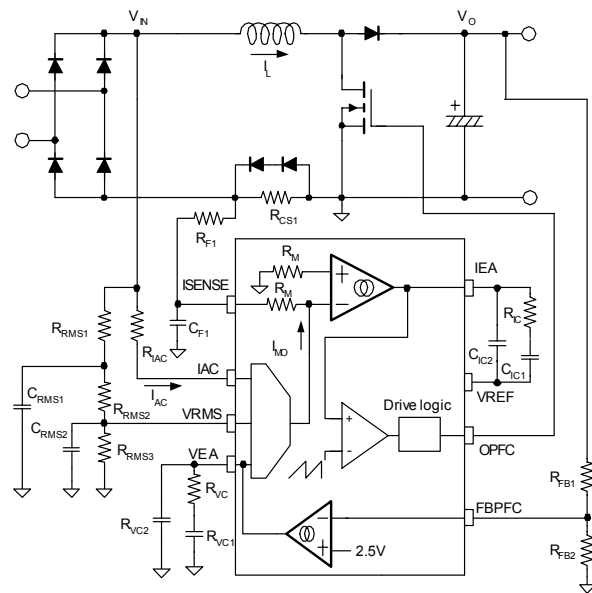 VIN
VO
IL
+
RCS1
RF1
ISENSE
RM
RM
+
-
IEA
RIC
CF1
IMD
CIC2
CIC1
RRMS1
RIAC
IAC
IAC
VREF
CRMS1
RRMS2
VRMS
+
-
Drive logic
CRMS2
RRMS3
VEA
OPFC
RVC
RVC2
RVC1
-
+
2.5V
FBPFC
RFB1
RFB2